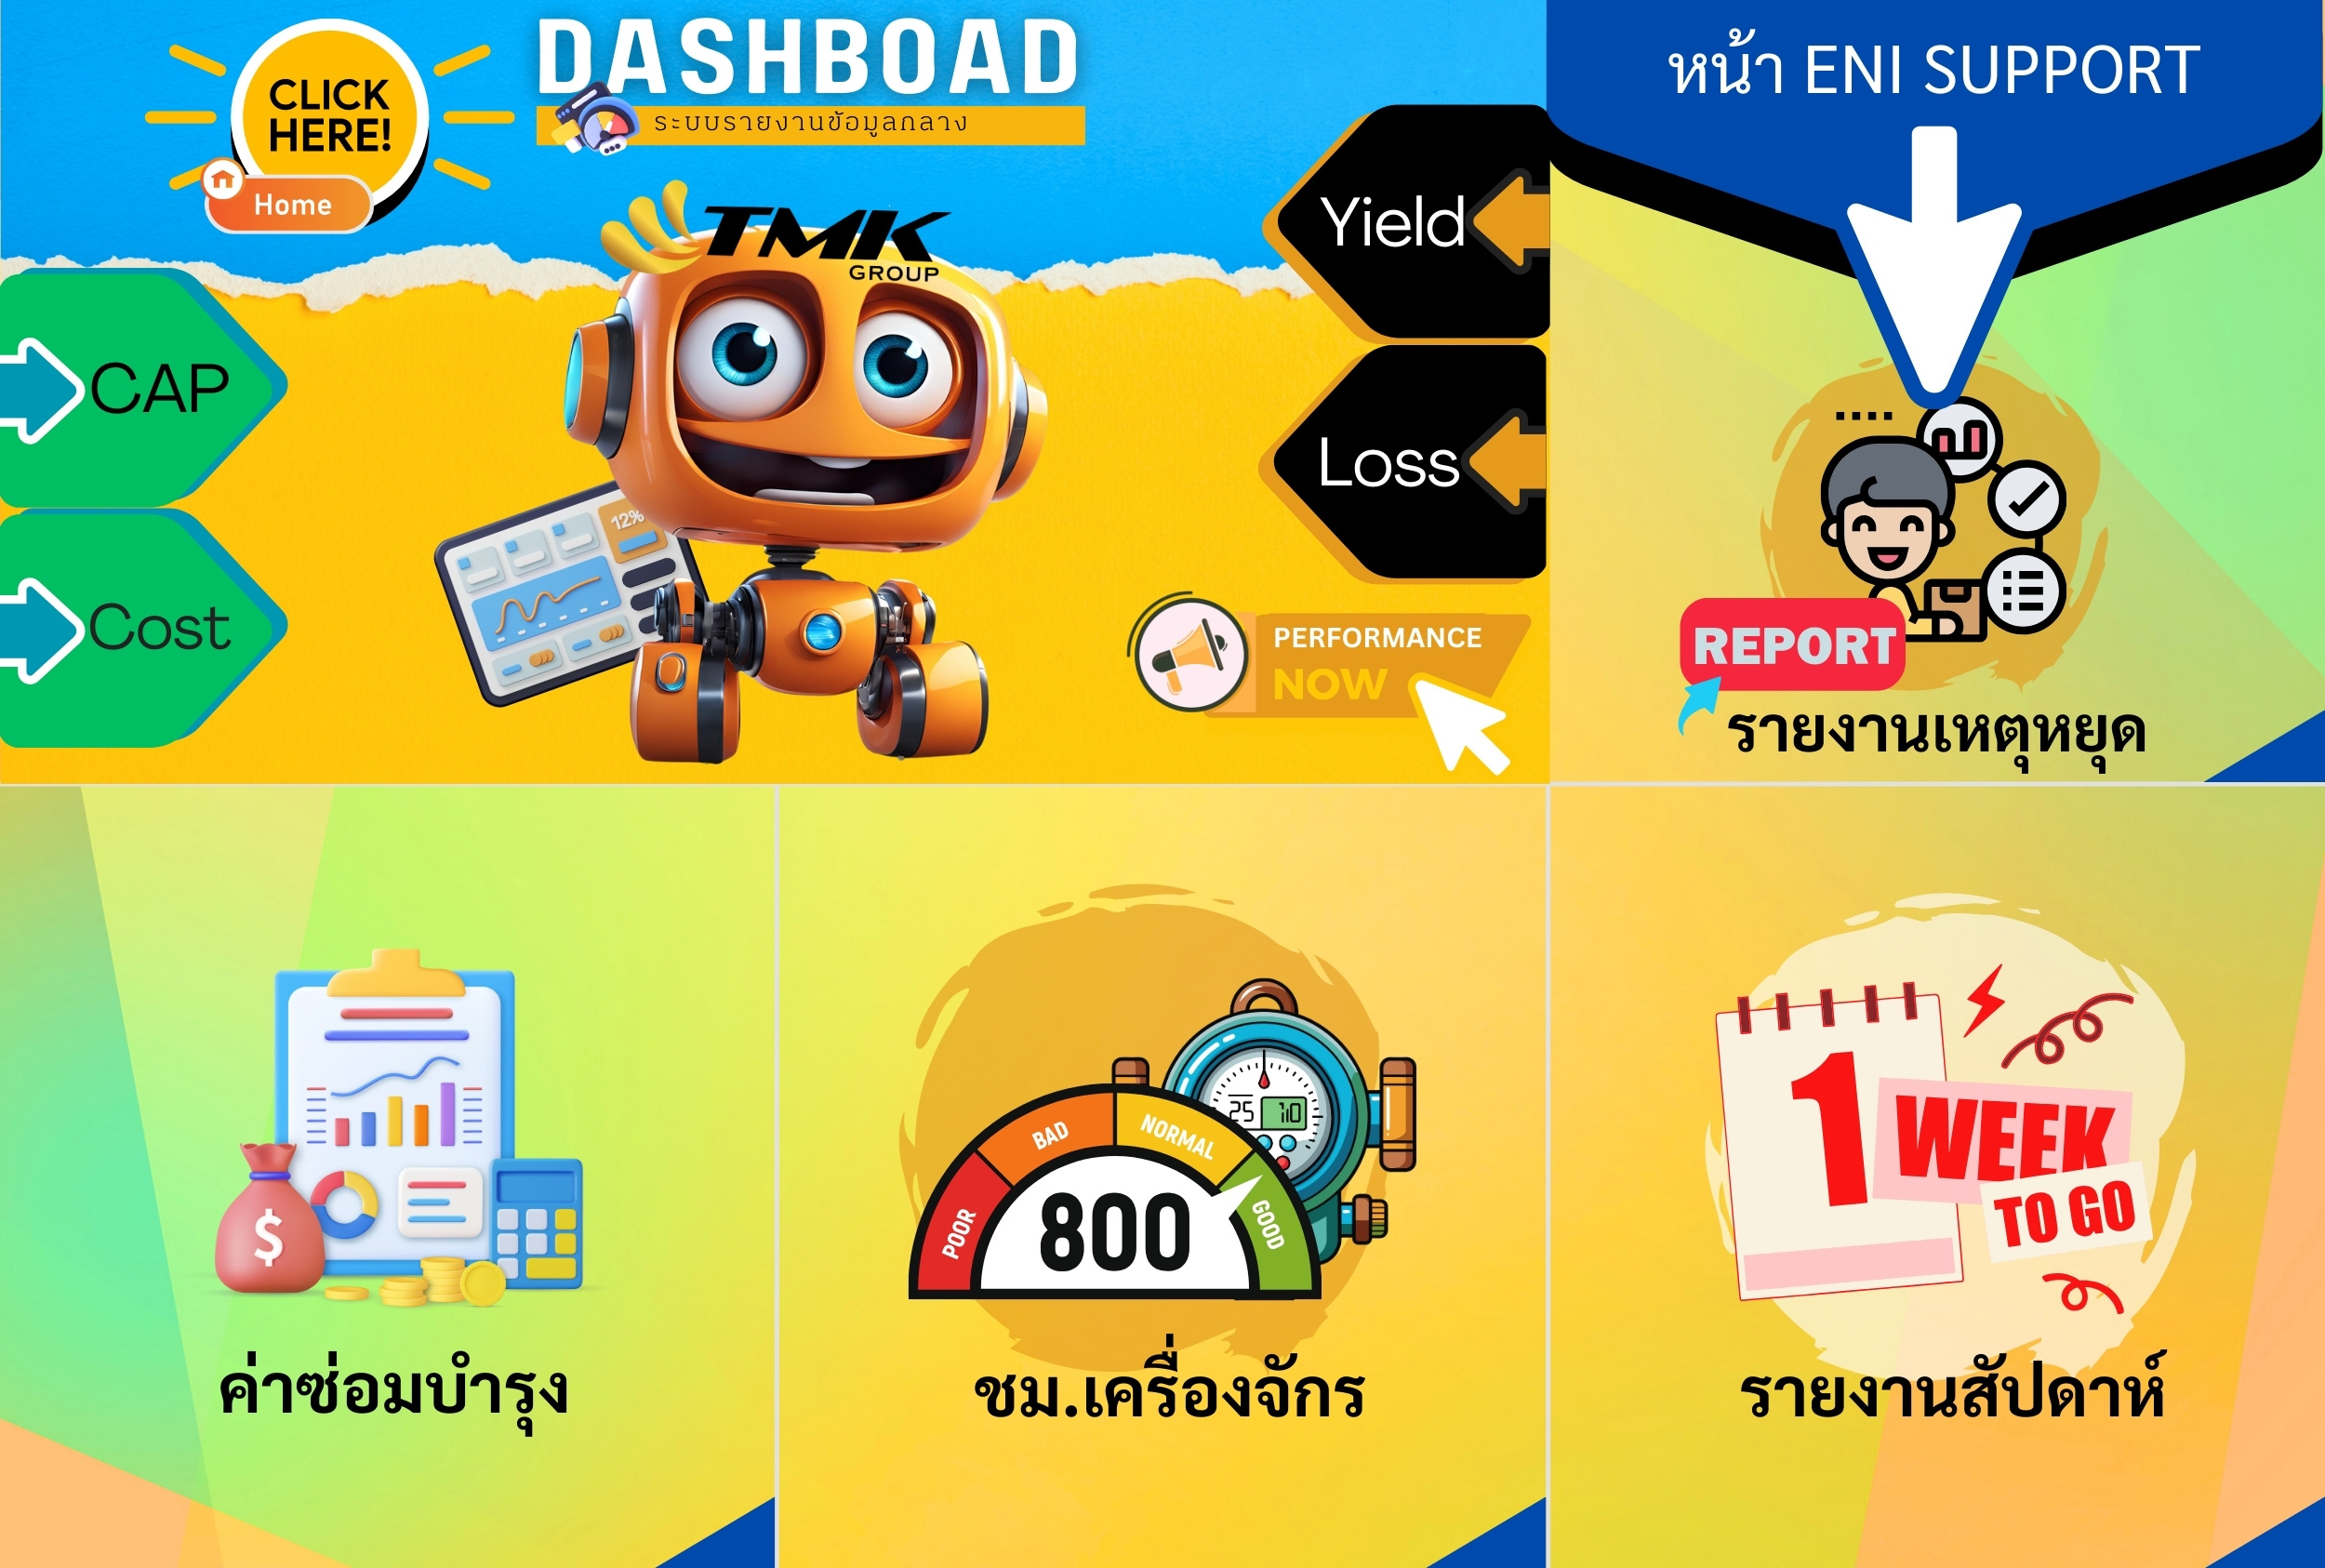 CLICK
HERE!
Home
DASHBOAD
ระบบรายงานข้อมูลกลาง
TMK
GROUP
CAP
Cost
12%
Yield
Loss
PERFORMANCE
NOW
หน้า ENI SUPPORT
REPORT
รายงานเหตุหยุด
$
ค่าซ่อมบำรุง
POOR
BAD
NORMAL
GOOD
800
25
ชม.เครื่องจักร
1
WEEK
TO GO
รายงานสัปดาห์